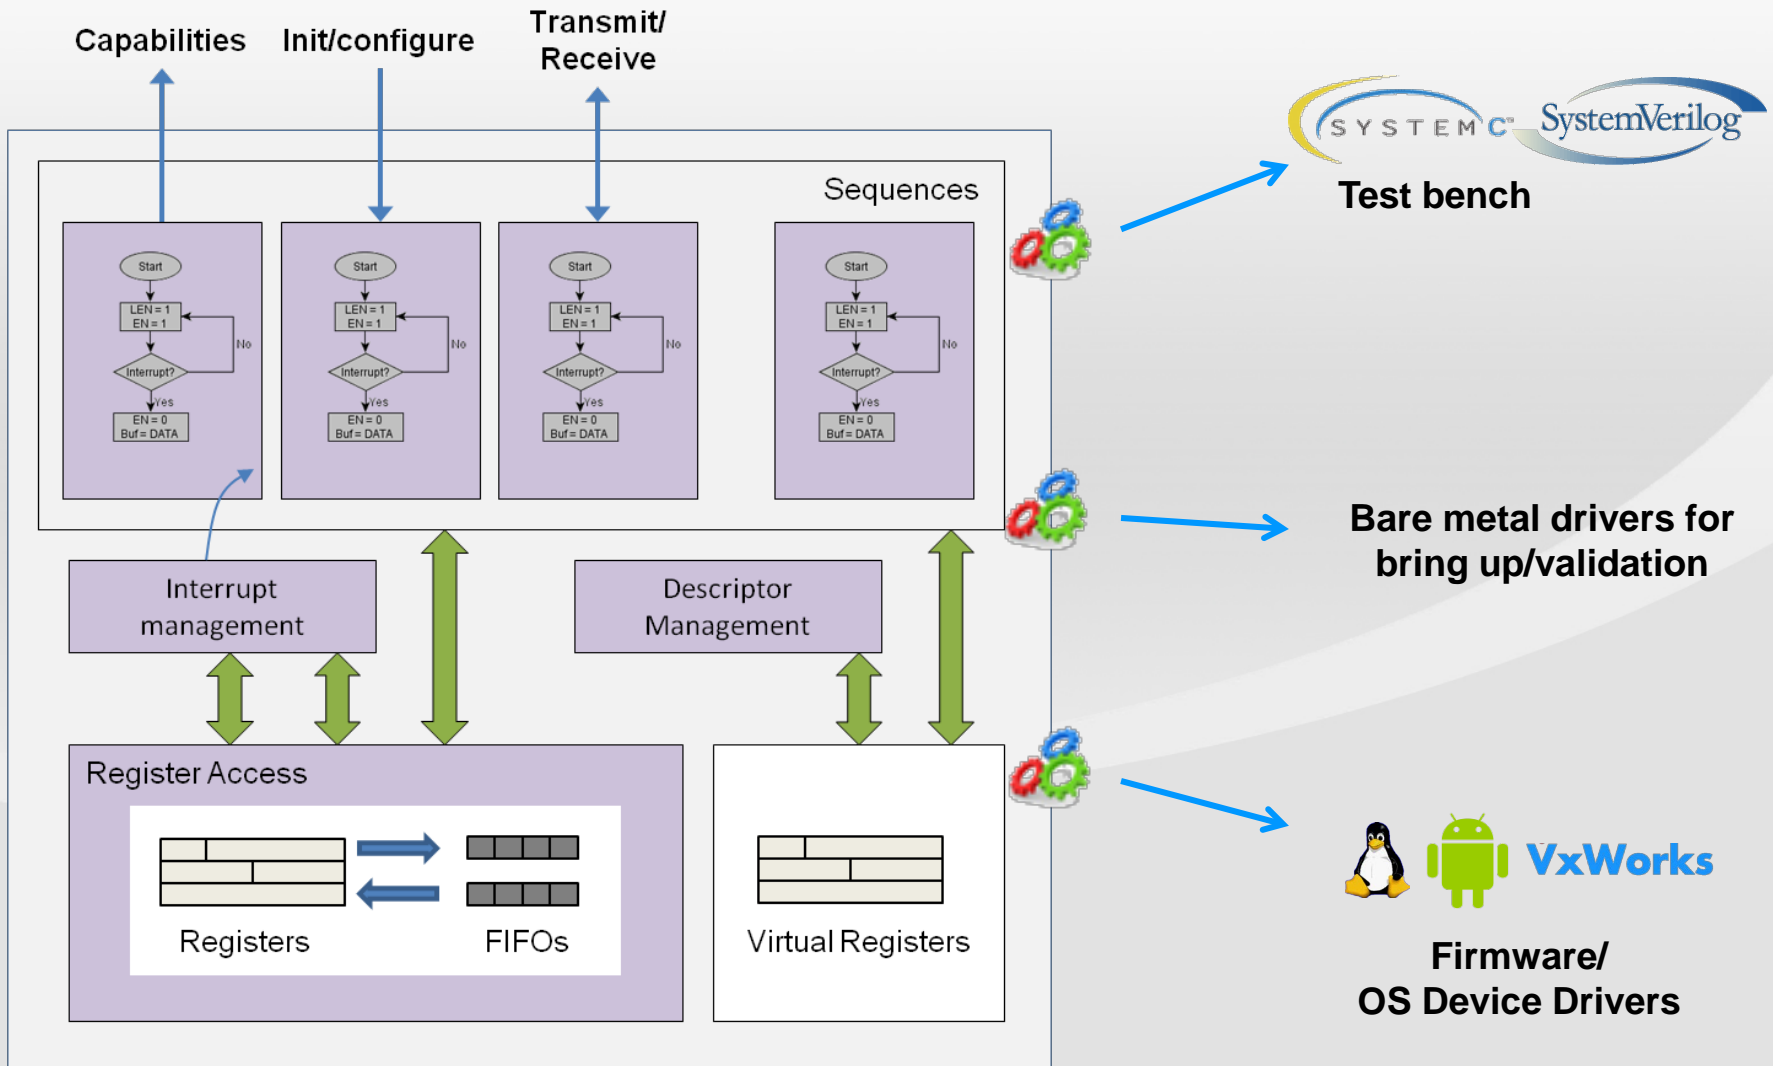 Capabilities
Init/configure
Transmit/
Receive
SYSTEM C™
SystemVerilog
Test bench
Sequences
Start
LEN = 1
EN = 1
No
Interrupt?
Yes
EN = 0
Buf = DATA
Start
LEN = 1
EN = 1
No
Interrupt?
Yes
EN = 0
Buf = DATA
Start
LEN = 1
EN = 1
No
Interrupt?
Yes
EN = 0
Buf = DATA
Start
LEN = 1
EN = 1
No
Interrupt?
Yes
EN = 0
Buf = DATA
Bare metal drivers for
bring up/validation
Interrupt
management
Descriptor
Management
Register Access
Registers
FIFOs
Virtual Registers
VxWorks
Firmware/
OS Device Drivers